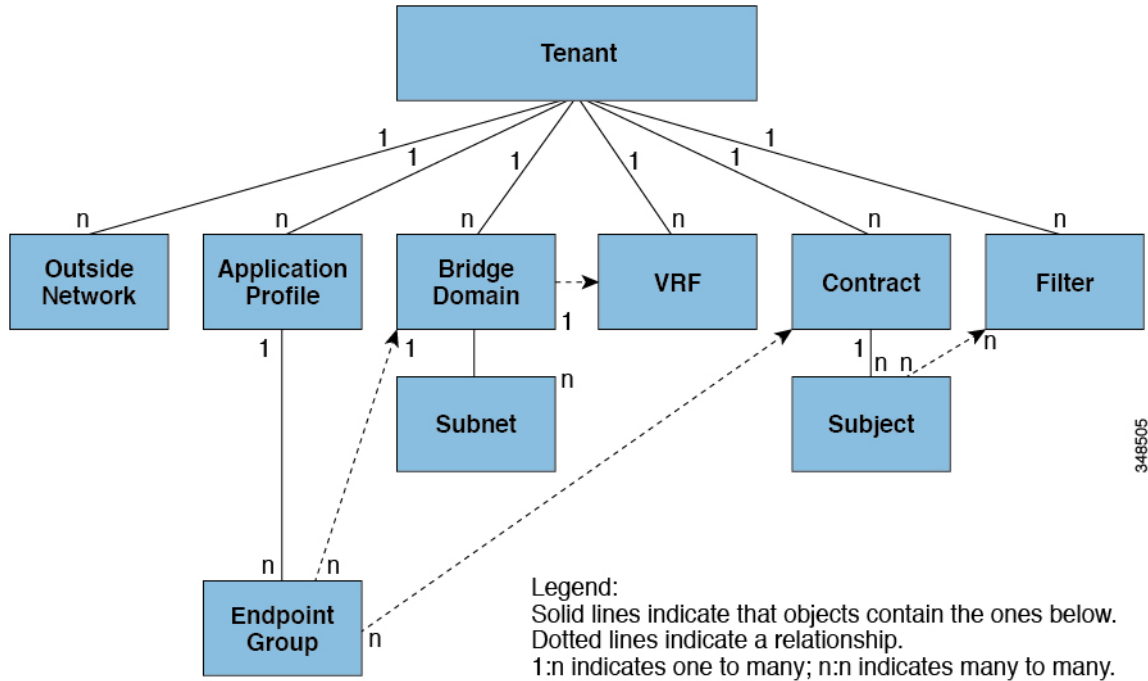 Tenant
1
1
1
1
1
1
n
n
n
n
n
n
Outside
Network
Application
Profile
Bridge
Domain
VRF
Contract
Filter
1
1
1
1
n
n
n
n
Subnet
Subject
348505
n
n
Endpoint
Group
n
Legend:
Solid lines indicate that objects contain the ones below.
Dotted lines indicate a relationship.
1:n indicates one to many; n:n indicates many to many.